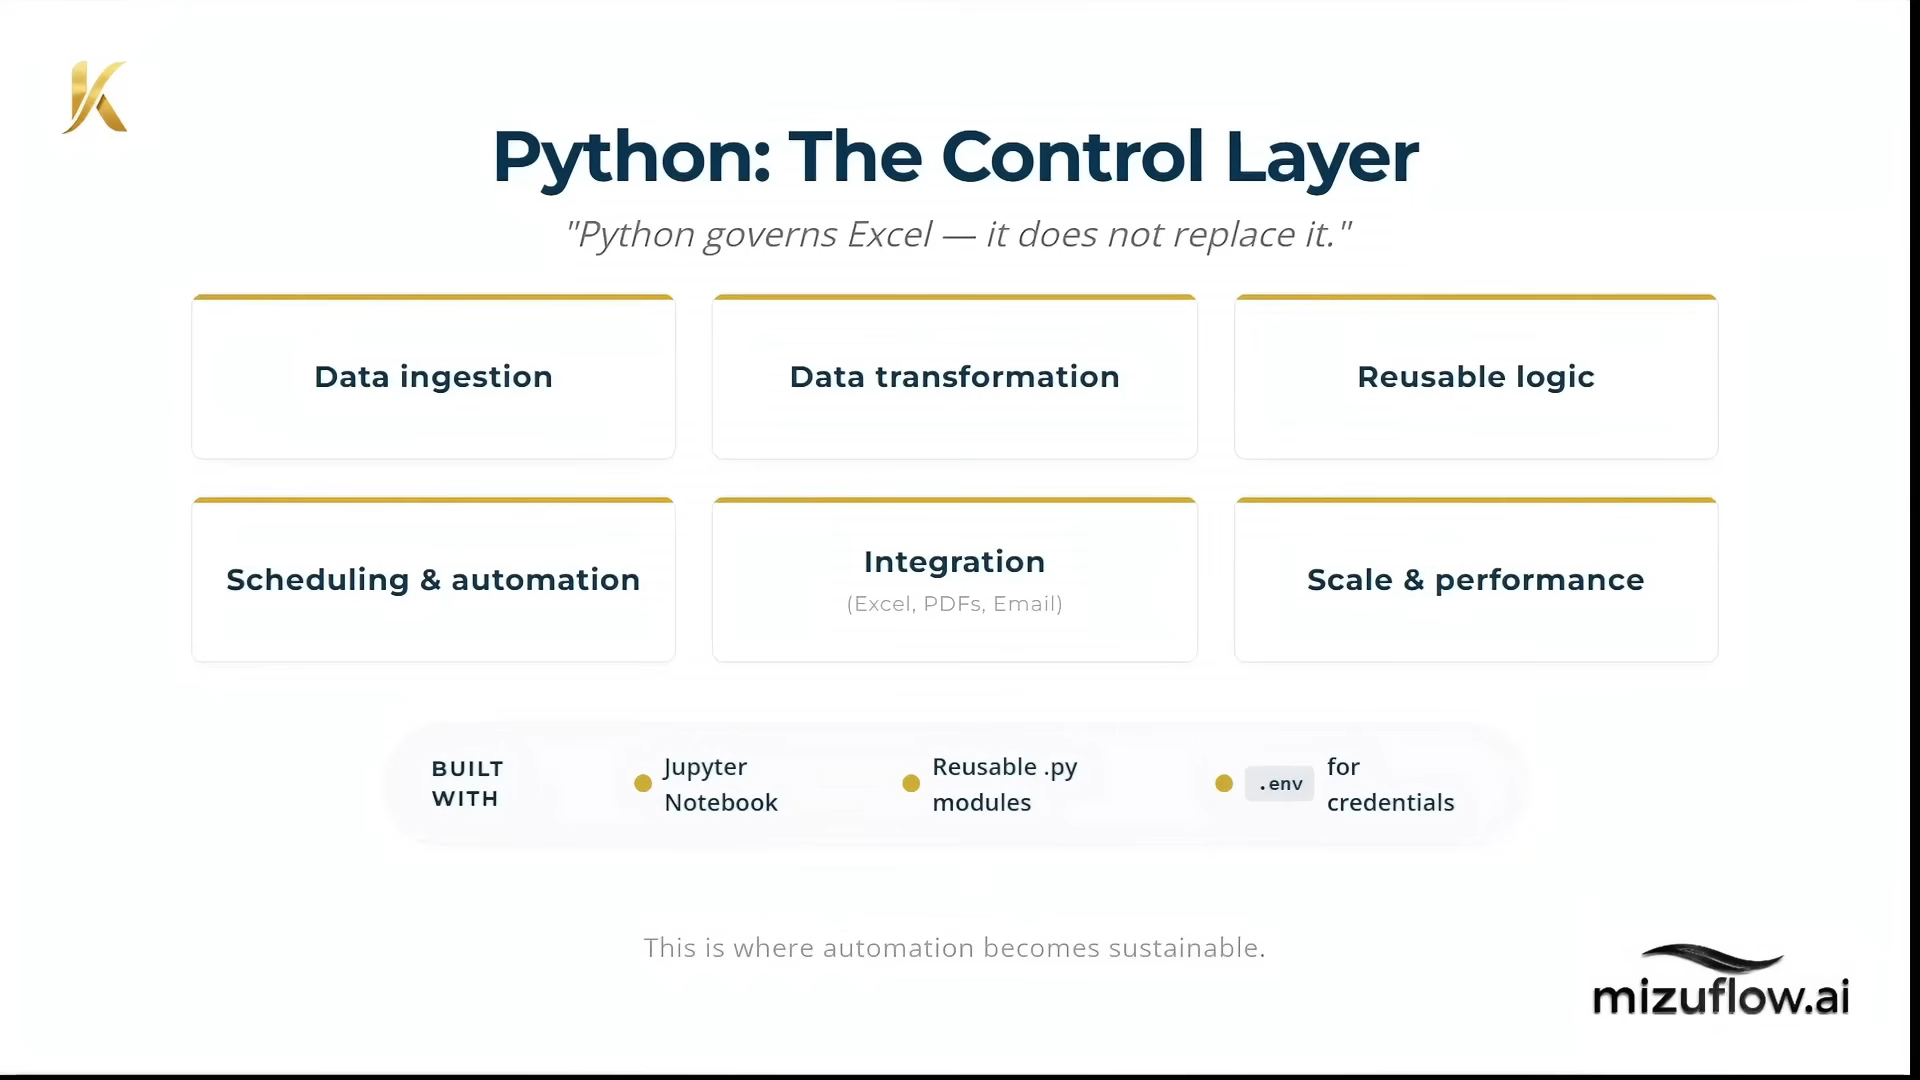 K
Python: The Control Layer
"Python governs Excel — it does not replace it."
Data ingestion
Data transformation
Reusable logic
Scheduling & automation
Integration
(Excel, PDFs, Email)
Scale & performance
BUILT
WITH
Jupyter
Notebook
Reusable .py
modules
.env
for
credentials
This is where automation becomes sustainable.
mizuflow.ai